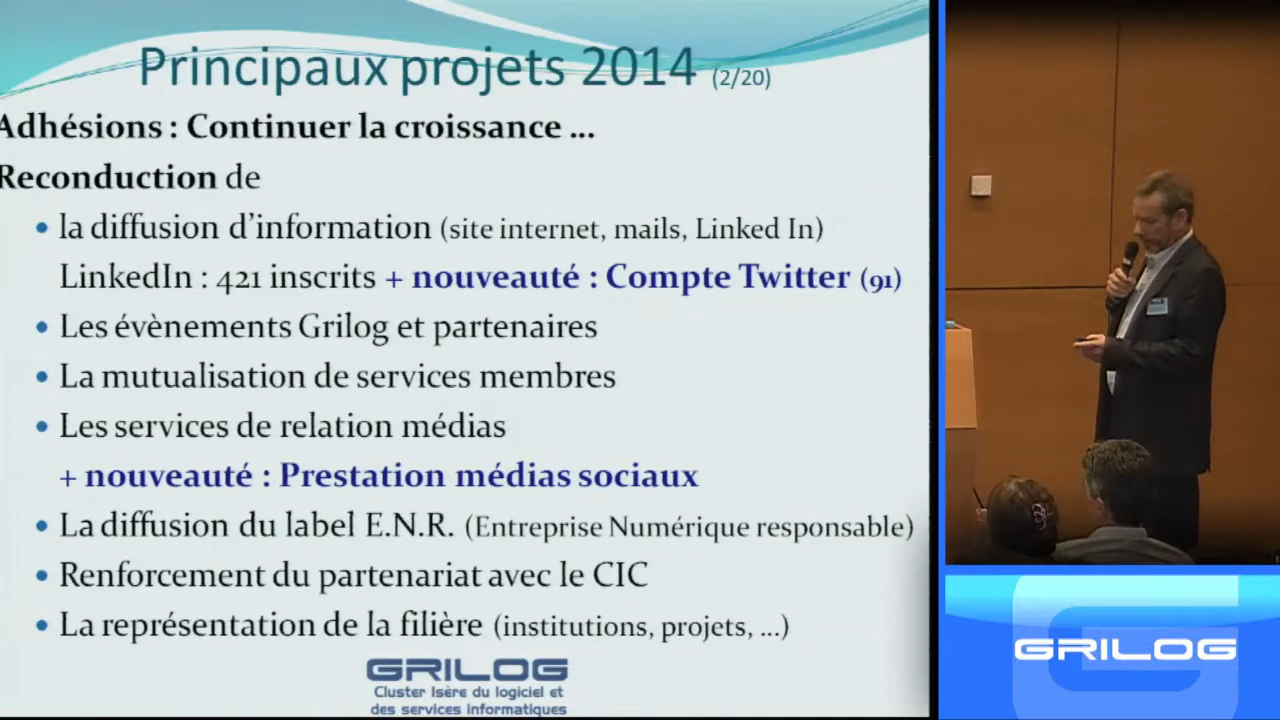 Principaux projets 2014 (2/20)
Adhésions : Continuer la croissance ...
Reconduction de
• la diffusion d’information (site internet, mails, Linked In)
LinkedIn : 421 inscrits + nouveauté : Compte Twitter (91)
• Les évènements Grilog et partenaires
• La mutualisation de services membres
• Les services de relation médias
+ nouveauté : Prestation médias sociaux
• La diffusion du label E.N.R. (Entreprise Numérique responsable)
• Renforcement du partenariat avec le CIC
• La représentation de la filière (institutions, projets, ...)
GRILOG
Cluster Isère du logiciel et
des services informatiques
GRILOG